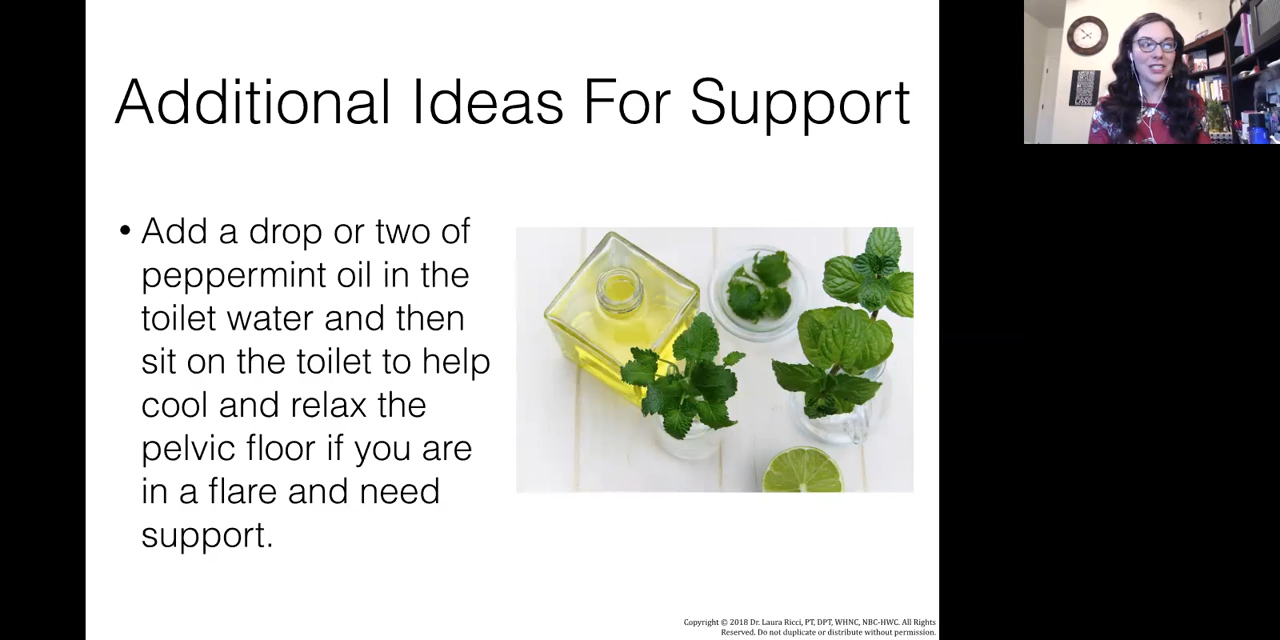 Additional Ideas For Support
• Add a drop or two of
peppermint oil in the
toilet water and then
sit on the toilet to help
cool and relax the
pelvic floor if you are
in a flare and need
support.
Copyright © 2018 Dr. Laura Ricci, PT, DPT, WHNC, NBC-HWC. All Rights
Reserved. Do not duplicate or distribute without permission.